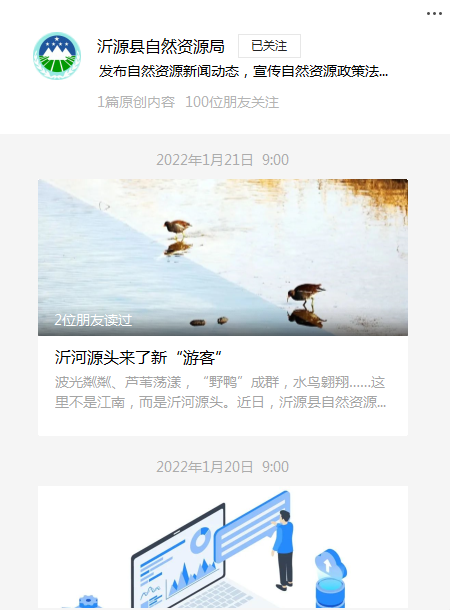 沂源县自然资源局
已关注
发布自然资源新闻动态，宣传自然资源政策法...
1篇原创内容 100位朋友关注
2022年1月21日 9:00
2位朋友读过
沂河源头来了新“游客”
波光粼粼、芦苇荡漾，“野鸭”成群，水鸟翱翔......这
里不是江南，而是沂河源头。近日，沂源县自然资源...
2022年1月20日 9:00